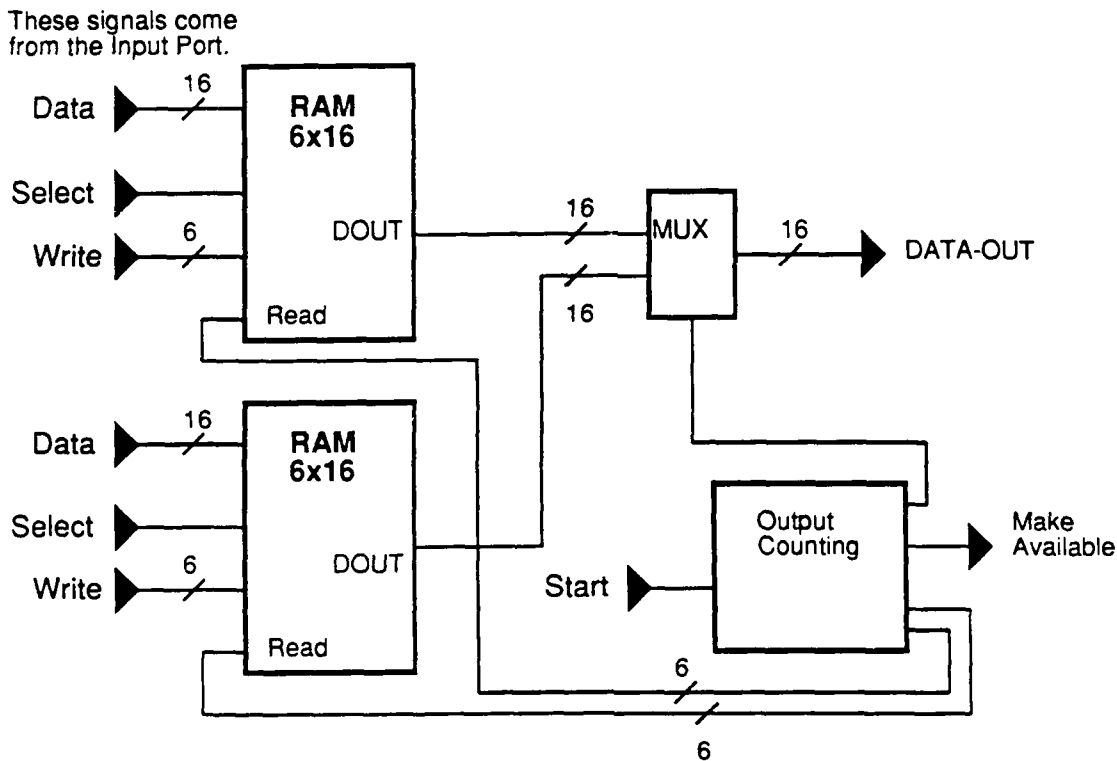 These signals come
from the Input Port.
Data
16
RAM
6x16
Select
Write
6
DOUT
Read
16
16
MUX
16
DATA-OUT
Data
16
RAM
6x16
Select
Write
6
DOUT
Read
Output
Counting
Start
Make
Available
6
6